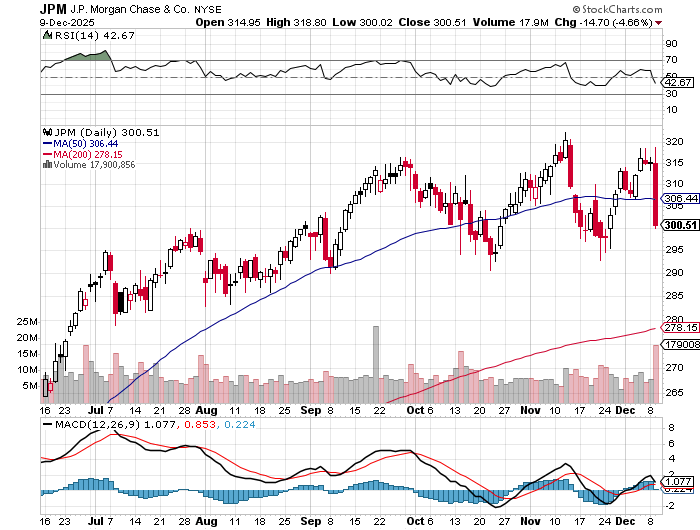 JPM J.P. Morgan Chase & Co. NYSE
© StockCharts.com
9-Dec-2025 Open 314.95 High 318.80 Low 300.02 Close 300.51 Volume 17.9M Chg -14.70 (-4.66%)
RSI(14) 42.67
90
70
50
42.67
30
10
JPM (Daily) 300.51
MA(50) 306.44
MA(200) 278.15
Volume 17,900,856
320
315
310
306.44
305
300.51
295
290
285
280
278.15
179008
270
265
25M
20M
15M
10M
5M
16 23 Jul 7 14 21 28 Aug 11 18 25 Sep 8 15 22 Oct 6 13 20 27 Nov 10 17 24 Dec 8
MACD(12,26,9) 1.077, 0.853, 0.224
8
6
4
2
1.077
0.224
-2
-4
16 23 Jul 7 14 21 28 Aug 11 18 25 Sep 8 15 22 Oct 6 13 20 27 Nov 10 17 24 Dec 8